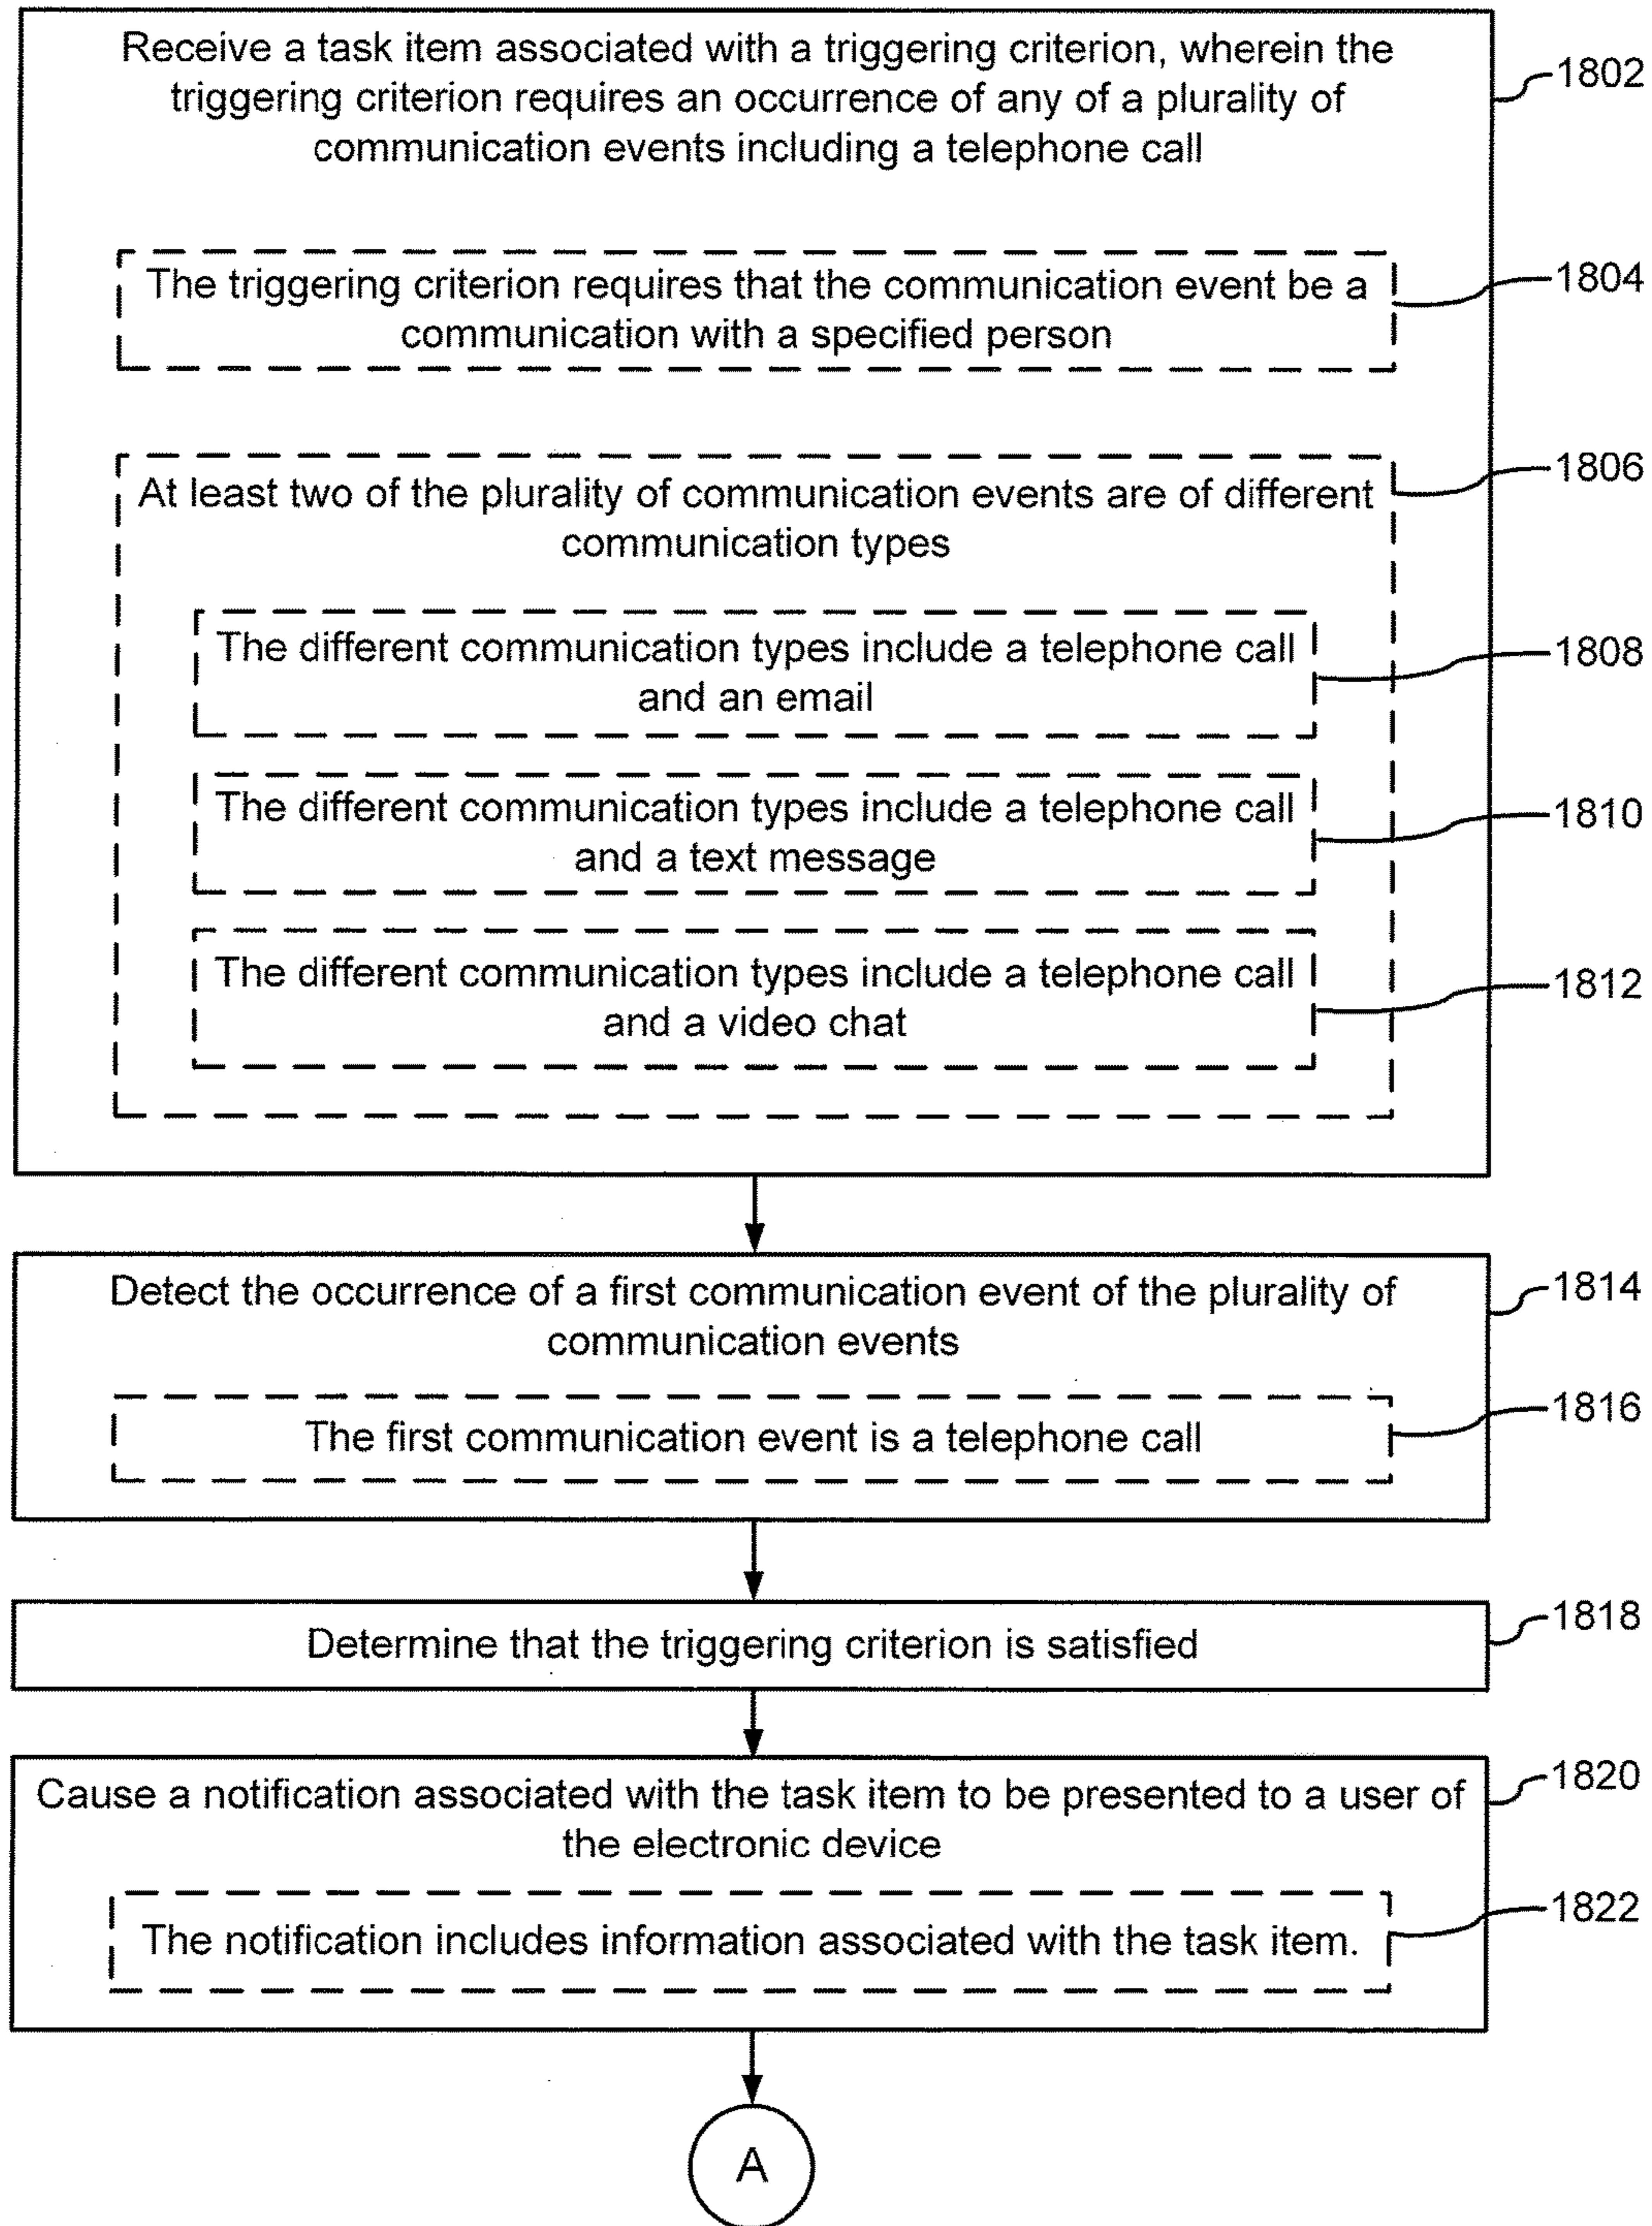 Receive a task item associated with a triggering criterion, wherein the
triggering criterion requires an occurrence of any of a plurality of
communication events including a telephone call
1802
The triggering criterion requires that the communication event be a
communication with a specified person
1804
At least two of the plurality of communication events are of different
communication types
1806
The different communication types include a telephone call
and an email
1808
The different communication types include a telephone call
and a text message
1810
The different communication types include a telephone call
and a video chat
1812
Detect the occurrence of a first communication event of the plurality of
communication events
1814
The first communication event is a telephone call
1816
Determine that the triggering criterion is satisfied
1818
Cause a notification associated with the task item to be presented to a user of
the electronic device
1820
The notification includes information associated with the task item.
1822
A